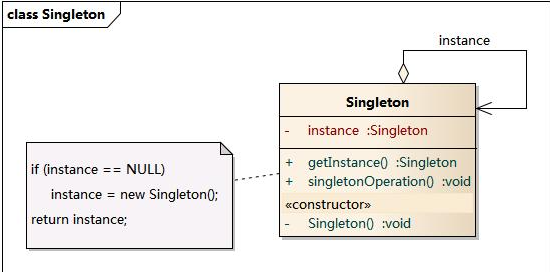 class Singleton
instance
Singleton
- instance :Singleton
+ getInstance() :Singleton
+ singletonOperation() :void
«constructor»
- Singleton() :void
if (instance == NULL)
instance = new Singleton();
return instance;